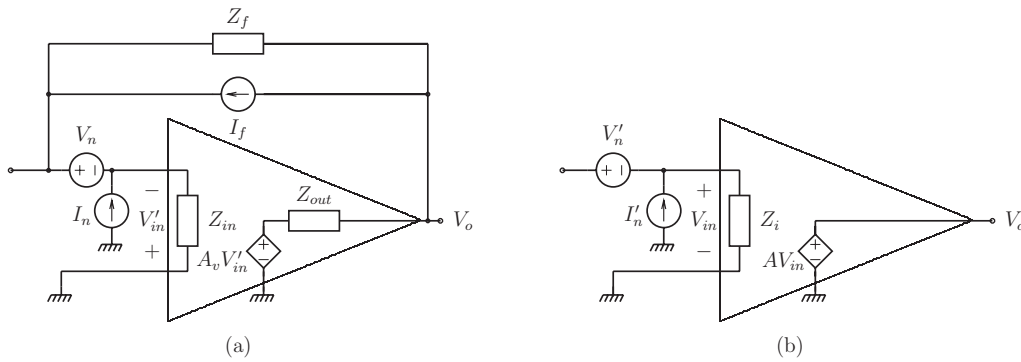 Z_f
I_f
V_n
I_n
−
V'_in
+
Z_in
A_v V'_in
+
−
Z_out
V_o
+ −
(a)
V'_n
+ −
I'_n
+
V_in
−
Z_i
AV_in
+
−
V_o
(b)